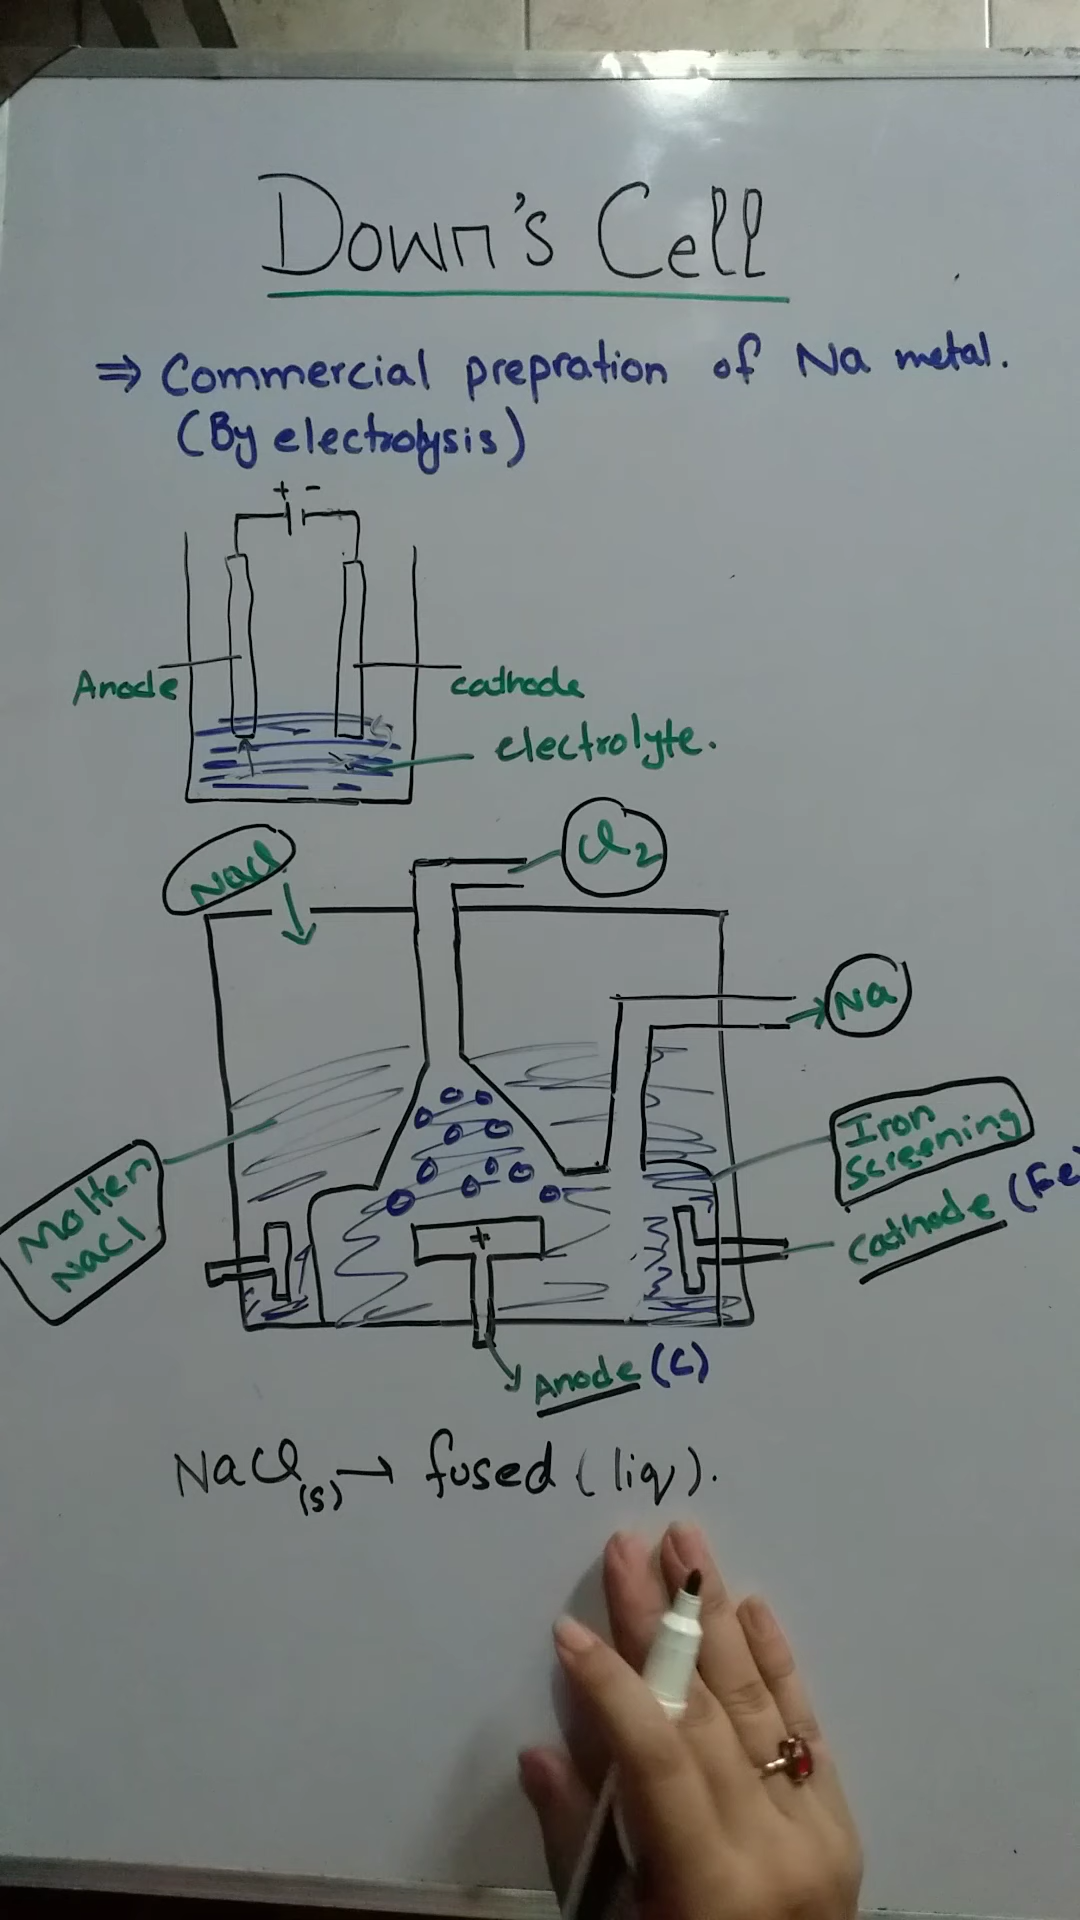 Down's Cell
⇒ Commercial prepration of Na metal.
(By electrolysis)
+ -
Anode
cathode
electrolyte.
NaCl
Cl2
Na
Iron
Screening
Molten
NaCl
Cathode (Fe)
+
Anode (C)
NaCl(s) → fused (liq).